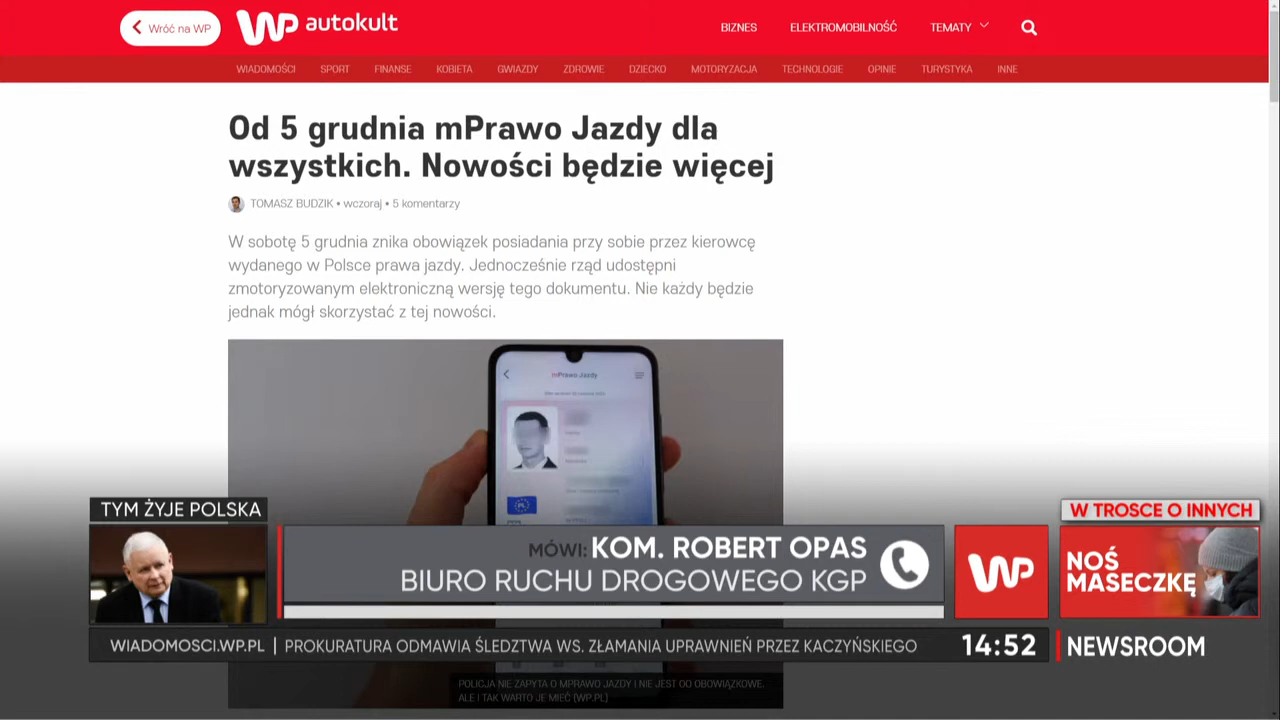 Wróć na WP
WP autokult
BIZNES ELEKTROMOBILNOŚĆ TEMATY
WIADOMOŚCI SPORT FINANSE KOBIETA GWIAZDY ZDROWIE DZIECKO MOTORYZACJA TECHNOLOGIE OPINIE TURYSTYKA INNE
Od 5 grudnia mPrawo Jazdy dla
wszystkich. Nowości będzie więcej
TOMASZ BUDZIK • wczoraj • 5 komentarzy
W sobotę 5 grudnia znika obowiązek posiadania przy sobie przez kierowcę
wydanego w Polsce prawa jazdy. Jednocześnie rząd udostępni
zmotoryzowanym elektroniczną wersję tego dokumentu. Nie każdy będzie
jednak mógł skorzystać z tej nowości.
mPrawo Jazdy
PL
TYM ŻYJE POLSKA
MÓWI: KOM. ROBERT OPAS
BIURO RUCHU DROGOWEGO KGP
WP
W TROSCE O INNYCH
NOŚ
MASECZKĘ
WIADOMOSCI.WP.PL | PROKURATURA ODMAWIA ŚLEDZTWA WS. ZŁAMANIA UPRAWNIEŃ PRZEZ KACZYŃSKIEGO
14:52
NEWSROOM
POLICJA NIE ZAPYTA O MPRAWO JAZDY I NIE JEST OD OBOWIĄZKOWE.
ALE I TAK WARTO JE MIEĆ (WP.PL)